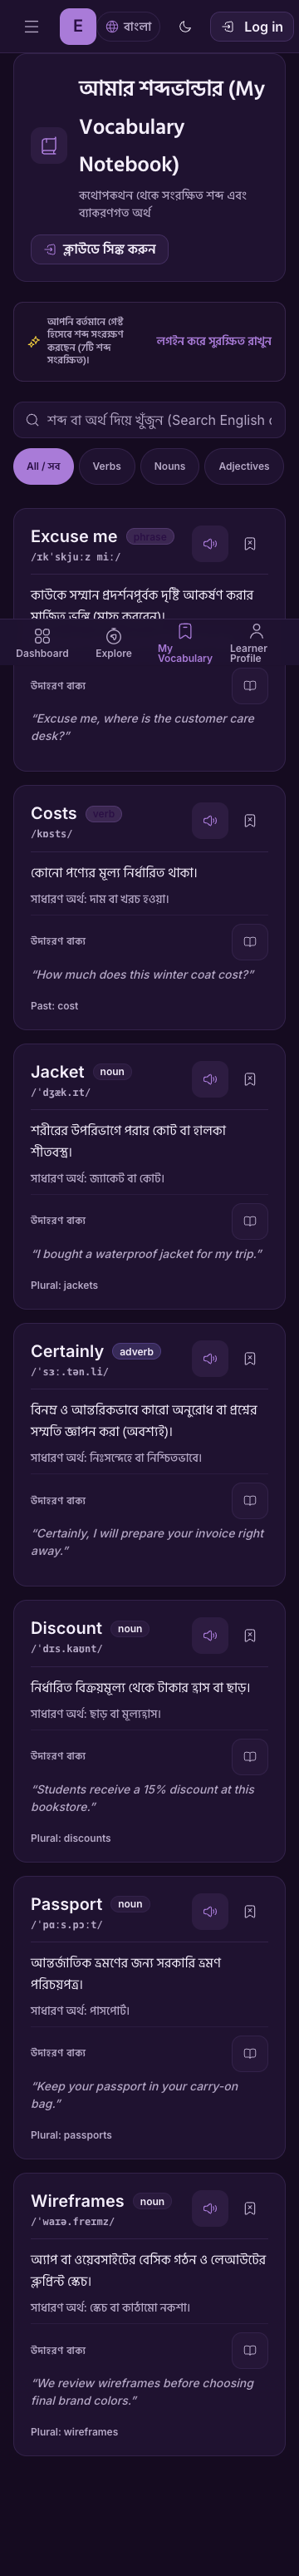 E
বাংলা
Log in
আমার শব্দভান্ডার (My
Vocabulary
Notebook)
কথোপকথন থেকে সংরক্ষিত শব্দ এবং
ব্যাকরণগত অর্থ
ক্লাউডে সিঙ্ক করুন
আপনি বর্তমানে গেস্ট
হিসেবে শব্দ সংরক্ষণ
করছেন (7টি শব্দ
সংরক্ষিত)।
লগইন করে সুরক্ষিত রাখুন
শব্দ বা অর্থ দিয়ে খুঁজুন (Search English
All / সব
Verbs
Nouns
Adjectives
Excuse me phrase
/ɪkˈskjuːz miː/
কাউকে সম্মান প্রদর্শনপূর্বক দৃষ্টি আকর্ষণ করার
Dashboard
Explore
My
Vocabulary
Learner
Profile
উদাহরণ বাক্য
“Excuse me, where is the customer care
desk?”
Costs verb
/kɒsts/
কোনো পণ্যের মূল্য নির্ধারিত থাকা।
সাধারণ অর্থ: দাম বা খরচ হওয়া।
উদাহরণ বাক্য
“How much does this winter coat cost?”
Past: cost
Jacket noun
/ˈdʒæk.ɪt/
শরীরের উপরিভাগে পরার কোট বা হালকা
শীতবস্ত্র।
সাধারণ অর্থ: জ্যাকেট বা কোট।
উদাহরণ বাক্য
“I bought a waterproof jacket for my trip.”
Plural: jackets
Certainly adverb
/ˈsɜː.tən.li/
বিনম্র ও আন্তরিকভাবে কারো অনুরোধ বা প্রশ্নের
সম্মতি জ্ঞাপন করা (অবশ্যই)।
সাধারণ অর্থ: নিঃসন্দেহে বা নিশ্চিতভাবে।
উদাহরণ বাক্য
“Certainly, I will prepare your invoice right
away.”
Discount noun
/ˈdɪs.kaʊnt/
নির্ধারিত বিক্রয়মূল্য থেকে টাকার হ্রাস বা ছাড়।
সাধারণ অর্থ: ছাড় বা মূল্যহ্রাস।
উদাহরণ বাক্য
“Students receive a 15% discount at this
bookstore.”
Plural: discounts
Passport noun
/ˈpɑːs.pɔːt/
আন্তর্জাতিক ভ্রমণের জন্য সরকারি ভ্রমণ
পরিচয়পত্র।
সাধারণ অর্থ: পাসপোর্ট।
উদাহরণ বাক্য
“Keep your passport in your carry-on
bag.”
Plural: passports
Wireframes noun
/ˈwaɪə.freɪmz/
অ্যাপ বা ওয়েবসাইটের বেসিক গঠন ও লেআউটের
ব্লুপ্রিন্ট স্কেচ।
সাধারণ অর্থ: স্কেচ বা কাঠামো নকশা।
উদাহরণ বাক্য
“We review wireframes before choosing
final brand colors.”
Plural: wireframes